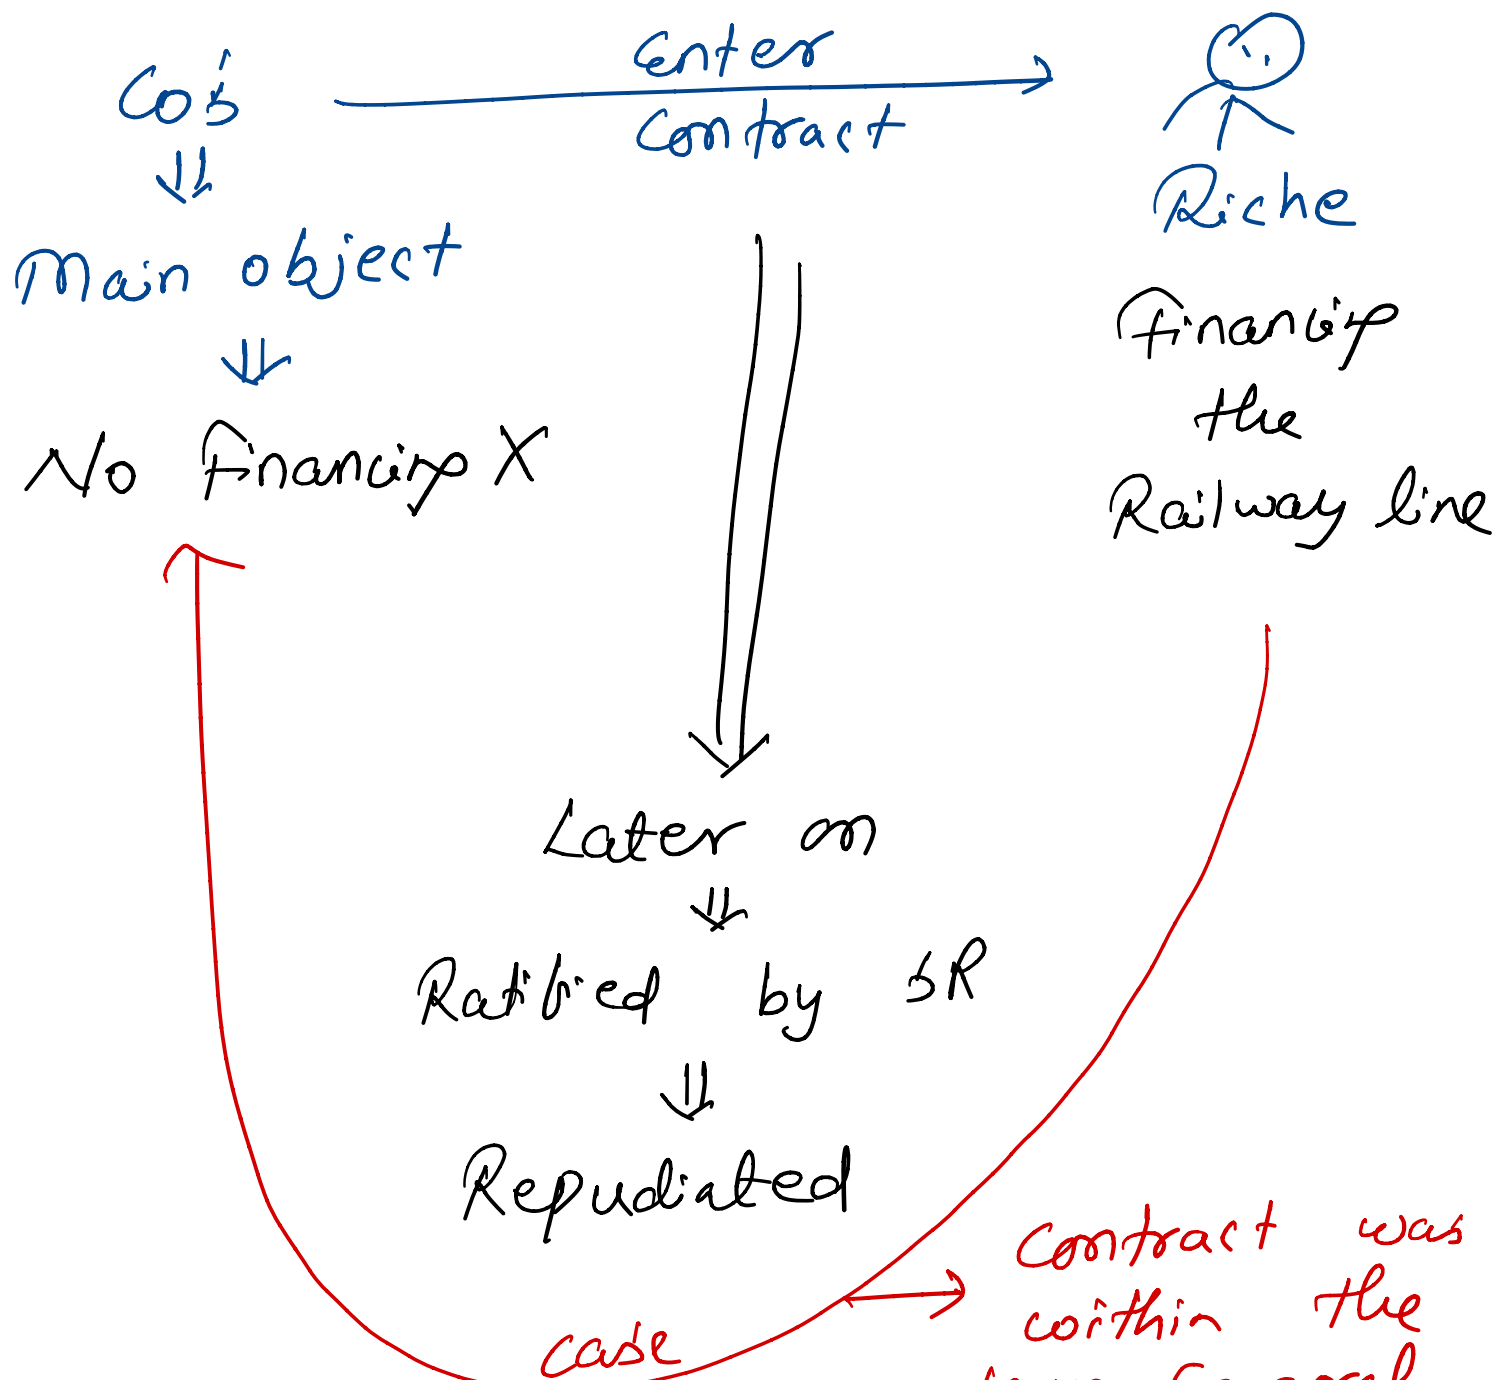 Co's
Enter
Contract
Riche
Main object
No Financing X
Financing
the
Railway line
Later on
Ratified by SR
Repudiated
Case
Contract was
within the